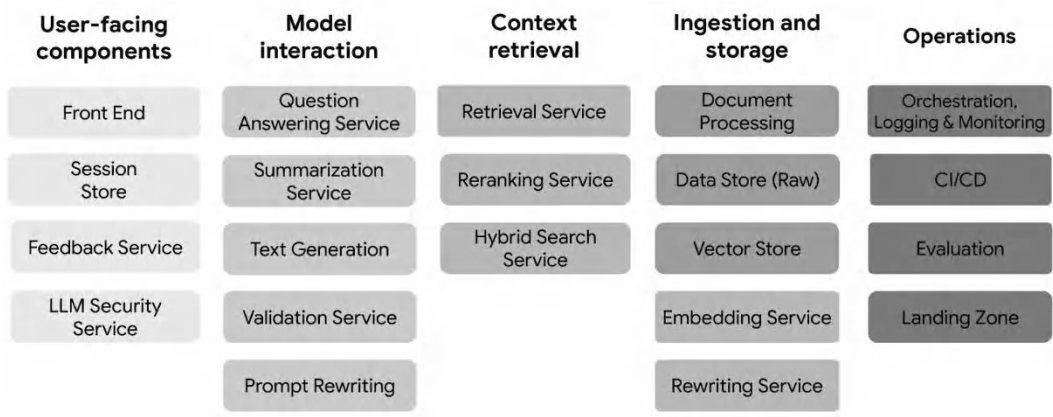 User-facing
components
Model
interaction
Context
retrieval
Ingestion and
storage
Operations
Front End
Question
Answering Service
Retrieval Service
Document
Processing
Orchestration,
Logging & Monitoring
Session
Store
Summarization
Service
Reranking Service
Data Store (Raw)
CI/CD
Feedback Service
Text Generation
Hybrid Search
Service
Vector Store
Evaluation
LLM Security
Service
Validation Service
Embedding Service
Landing Zone
Prompt Rewriting
Rewriting Service